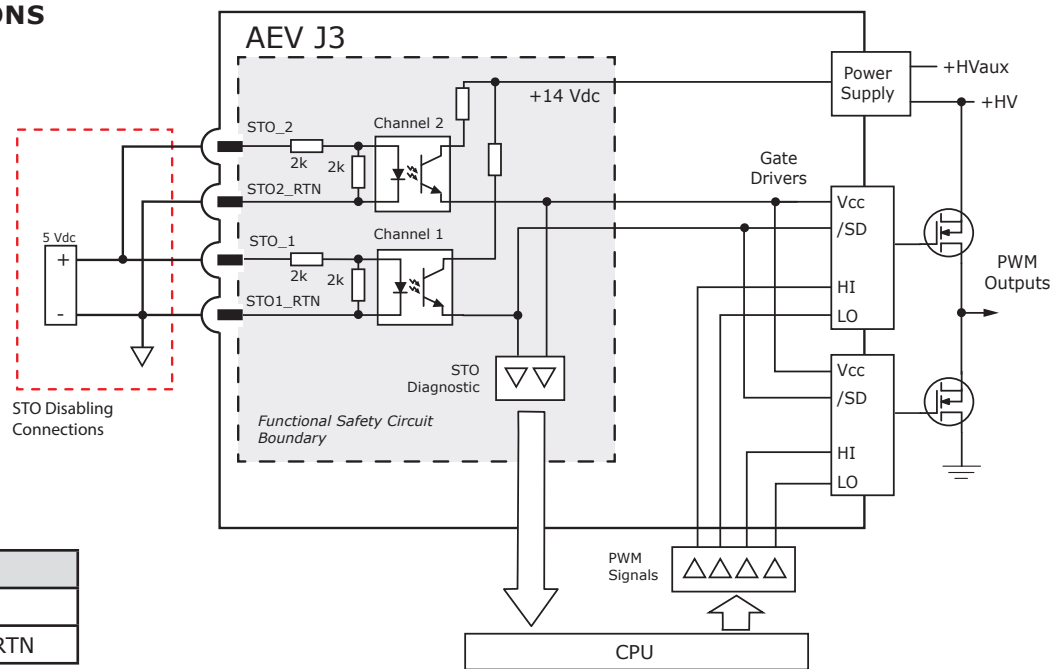 ONS
AEV J3
+14 Vdc
Power
Supply
+HVaux
+HV
STO_2
2k
2k
Channel 2
STO2_RTN
Gate
Drivers
Vcc
/SD
HI
LO
PWM
Outputs
5 Vdc
+
-
STO_1
2k
2k
Channel 1
STO1_RTN
STO
Diagnostic
Vcc
/SD
HI
LO
STO Disabling
Connections
Functional Safety Circuit
Boundary
PWM
Signals
RTN
CPU